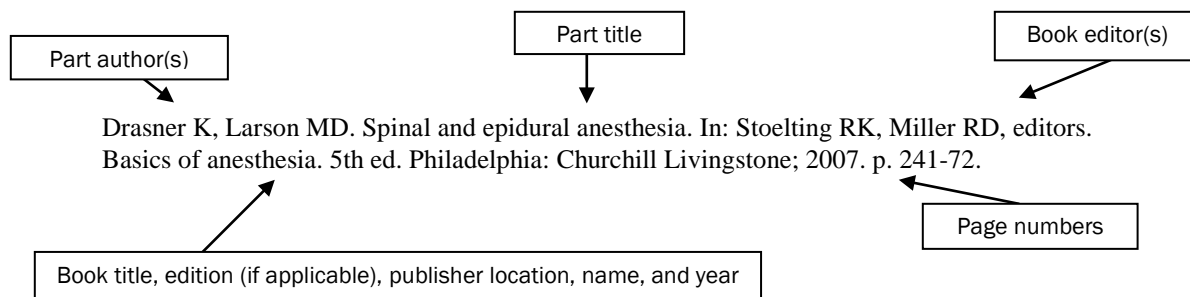 Part title
Book editor(s)
Part author(s)
Drasner K, Larson MD. Spinal and epidural anesthesia. In: Stoelting RK, Miller RD, editors.
Basics of anesthesia. 5th ed. Philadelphia: Churchill Livingstone; 2007. p. 241-72.
Page numbers
Book title, edition (if applicable), publisher location, name, and year